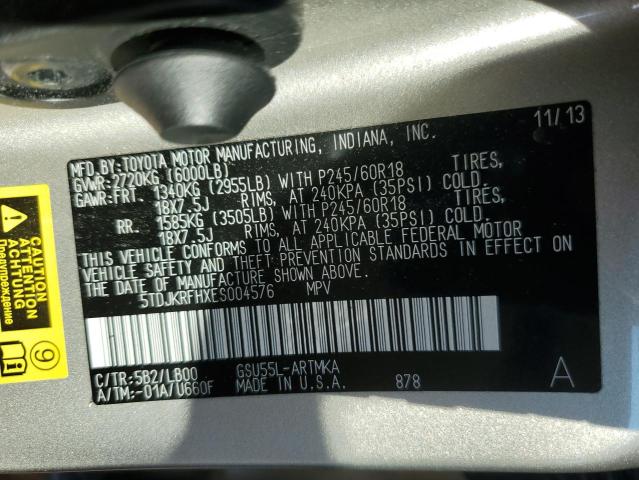 11/13
MFD.BY:TOYOTA MOTOR MANUFACTURING, INDIANA, INC.
GVWR:2720KG (6000LB)
GAWR:FRT. 1340KG (2955LB) WITH P245/60R18 TIRES,
18X7.5J RIMS, AT 240KPA (35PSI) COLD.
RR. 1585KG (3505LB) WITH P245/60R18 TIRES,
18X7.5J RIMS, AT 240KPA (35PSI) COLD.
THIS VEHICLE CONFORMS TO ALL APPLICABLE FEDERAL MOTOR
VEHICLE SAFETY AND THEFT PREVENTION STANDARDS IN EFFECT ON
THE DATE OF MANUFACTURE SHOWN ABOVE.
5TDJKRFHXES004576 MPV
C/TR:5B2/LB00 GSU55L-ARTMKA
A/TM:-01A/U660F MADE IN U.S.A. 878 A
ATTENTION
ACHTUNG
Предупреждение
9